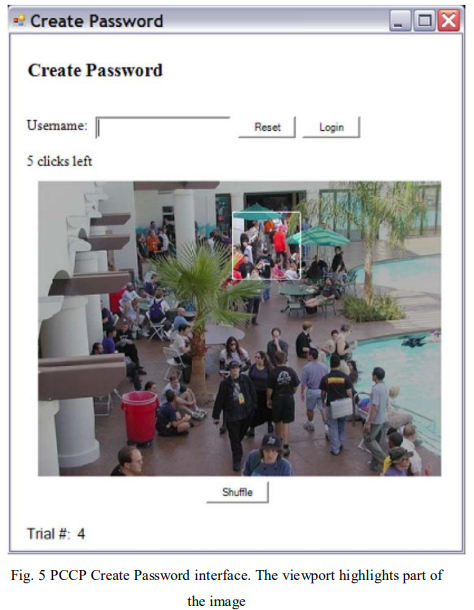 Create Password
Create Password
Username: Reset Login
5 clicks left
Shuffle
Trial #: 4
Fig. 5 PCCP Create Password interface. The viewport highlights part of
the image